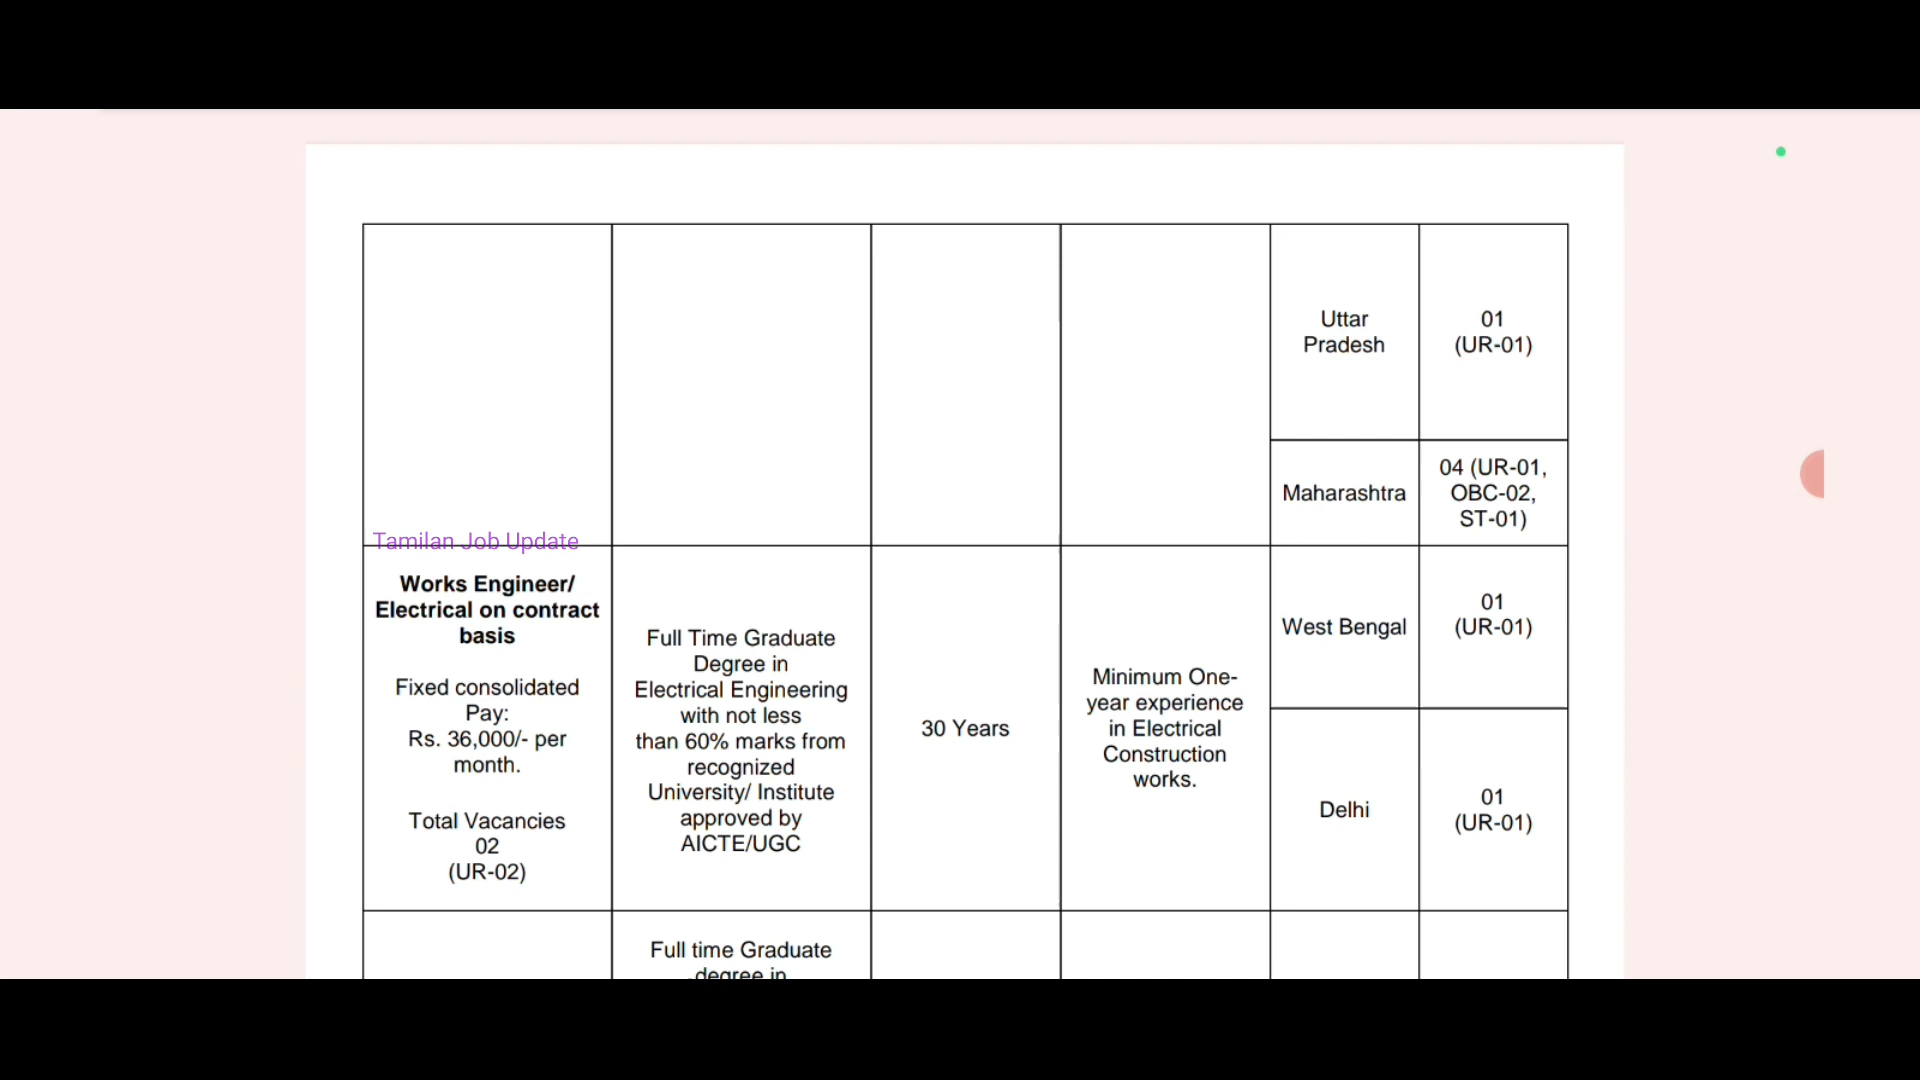 Uttar
Pradesh
01
(UR-01)
Maharashtra
04 (UR-01,
OBC-02,
ST-01)
Tamilan Job Update
Works Engineer/
Electrical on contract
basis
Fixed consolidated
Pay:
Rs. 36,000/- per
month.
Total Vacancies
02
(UR-02)
Full Time Graduate
Degree in
Electrical Engineering
with not less
than 60% marks from
recognized
University/ Institute
approved by
AICTE/UGC
30 Years
Minimum One-
year experience
in Electrical
Construction
works.
West Bengal
01
(UR-01)
Delhi
01
(UR-01)
Full time Graduate
degree in